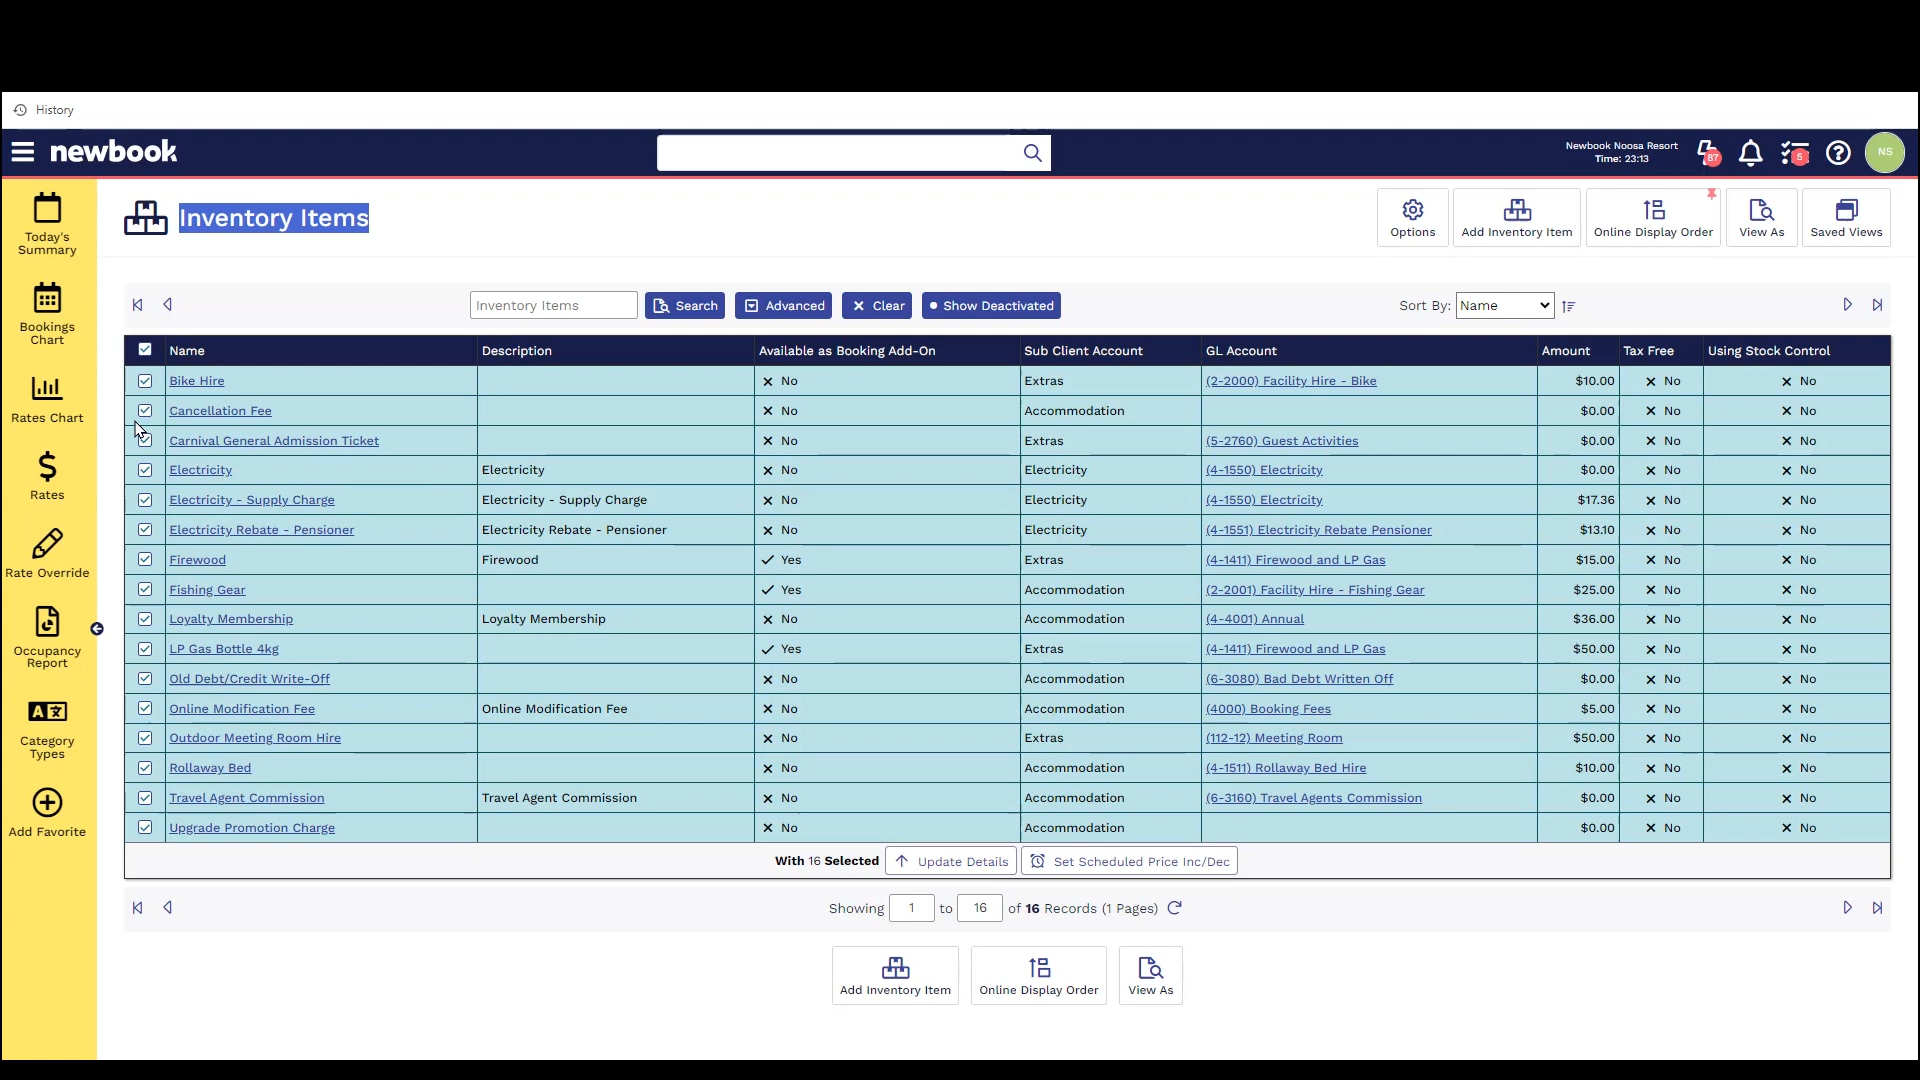 History
newbook
Newbook Noosa Resort
Time: 23:13
87
5
NS
Today's
Summary
Bookings
Chart
Rates Chart
Rates
Rate Override
Occupancy
Report
Category
Types
Add Favorite
Inventory Items
Options
Add Inventory Item
Online Display Order
View As
Saved Views
Inventory Items Search Advanced Clear Show Deactivated Sort By: Name
Name Description Available as Booking Add-On Sub Client Account GL Account Amount Tax Free Using Stock Control
Bike Hire No Extras (2-2000) Facility Hire - Bike $10.00 No No
Cancellation Fee No Accommodation $0.00 No No
Carnival General Admission Ticket No Extras (5-2760) Guest Activities $0.00 No No
Electricity Electricity No Electricity (4-1550) Electricity $0.00 No No
Electricity - Supply Charge Electricity - Supply Charge No Electricity (4-1550) Electricity $17.36 No No
Electricity Rebate - Pensioner Electricity Rebate - Pensioner No Electricity (4-1551) Electricity Rebate Pensioner $13.10 No No
Firewood Firewood Yes Extras (4-1411) Firewood and LP Gas $15.00 No No
Fishing Gear Yes Accommodation (2-2001) Facility Hire - Fishing Gear $25.00 No No
Loyalty Membership Loyalty Membership No Accommodation (4-4001) Annual $36.00 No No
LP Gas Bottle 4kg Yes Extras (4-1411) Firewood and LP Gas $50.00 No No
Old Debt/Credit Write-Off No Accommodation (6-3080) Bad Debt Written Off $0.00 No No
Online Modification Fee Online Modification Fee No Accommodation (4000) Booking Fees $5.00 No No
Outdoor Meeting Room Hire No Extras (112-12) Meeting Room $50.00 No No
Rollaway Bed No Accommodation (4-1511) Rollaway Bed Hire $10.00 No No
Travel Agent Commission Travel Agent Commission No Accommodation (6-3160) Travel Agents Commission $0.00 No No
Upgrade Promotion Charge No Accommodation $0.00 No No
With 16 Selected Update Details Set Scheduled Price Inc/Dec
Showing 1 to 16 of 16 Records (1 Pages)
Add Inventory Item
Online Display Order
View As